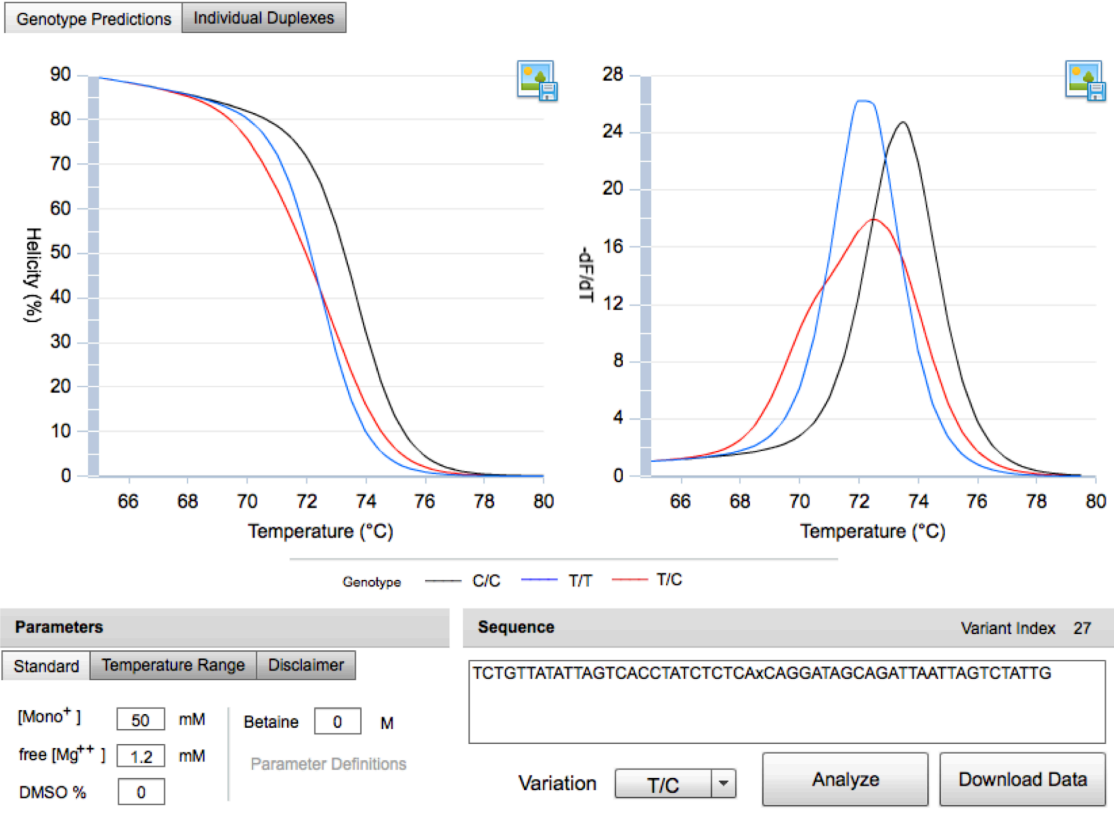 Genotype Predictions Individual Duplexes
90
80
70
60
50
40
30
20
10
0
Helicity (%)
66 68 70 72 74 76 78 80
Temperature (°C)
28
24
20
16
12
8
4
0
-dF/dT
66 68 70 72 74 76 78 80
Temperature (°C)
Genotype C/C T/T T/C
Parameters
Standard Temperature Range Disclaimer
[Mono+ ] 50 mM
free [Mg++ ] 1.2 mM
DMSO % 0
Betaine 0 M
Parameter Definitions
Sequence Variant Index 27
TCTGTTATATTAGTCACCTATCTCTCAxCAGGATAGCAGATTAATTAGTCTATTG
Variation T/C Analyze Download Data